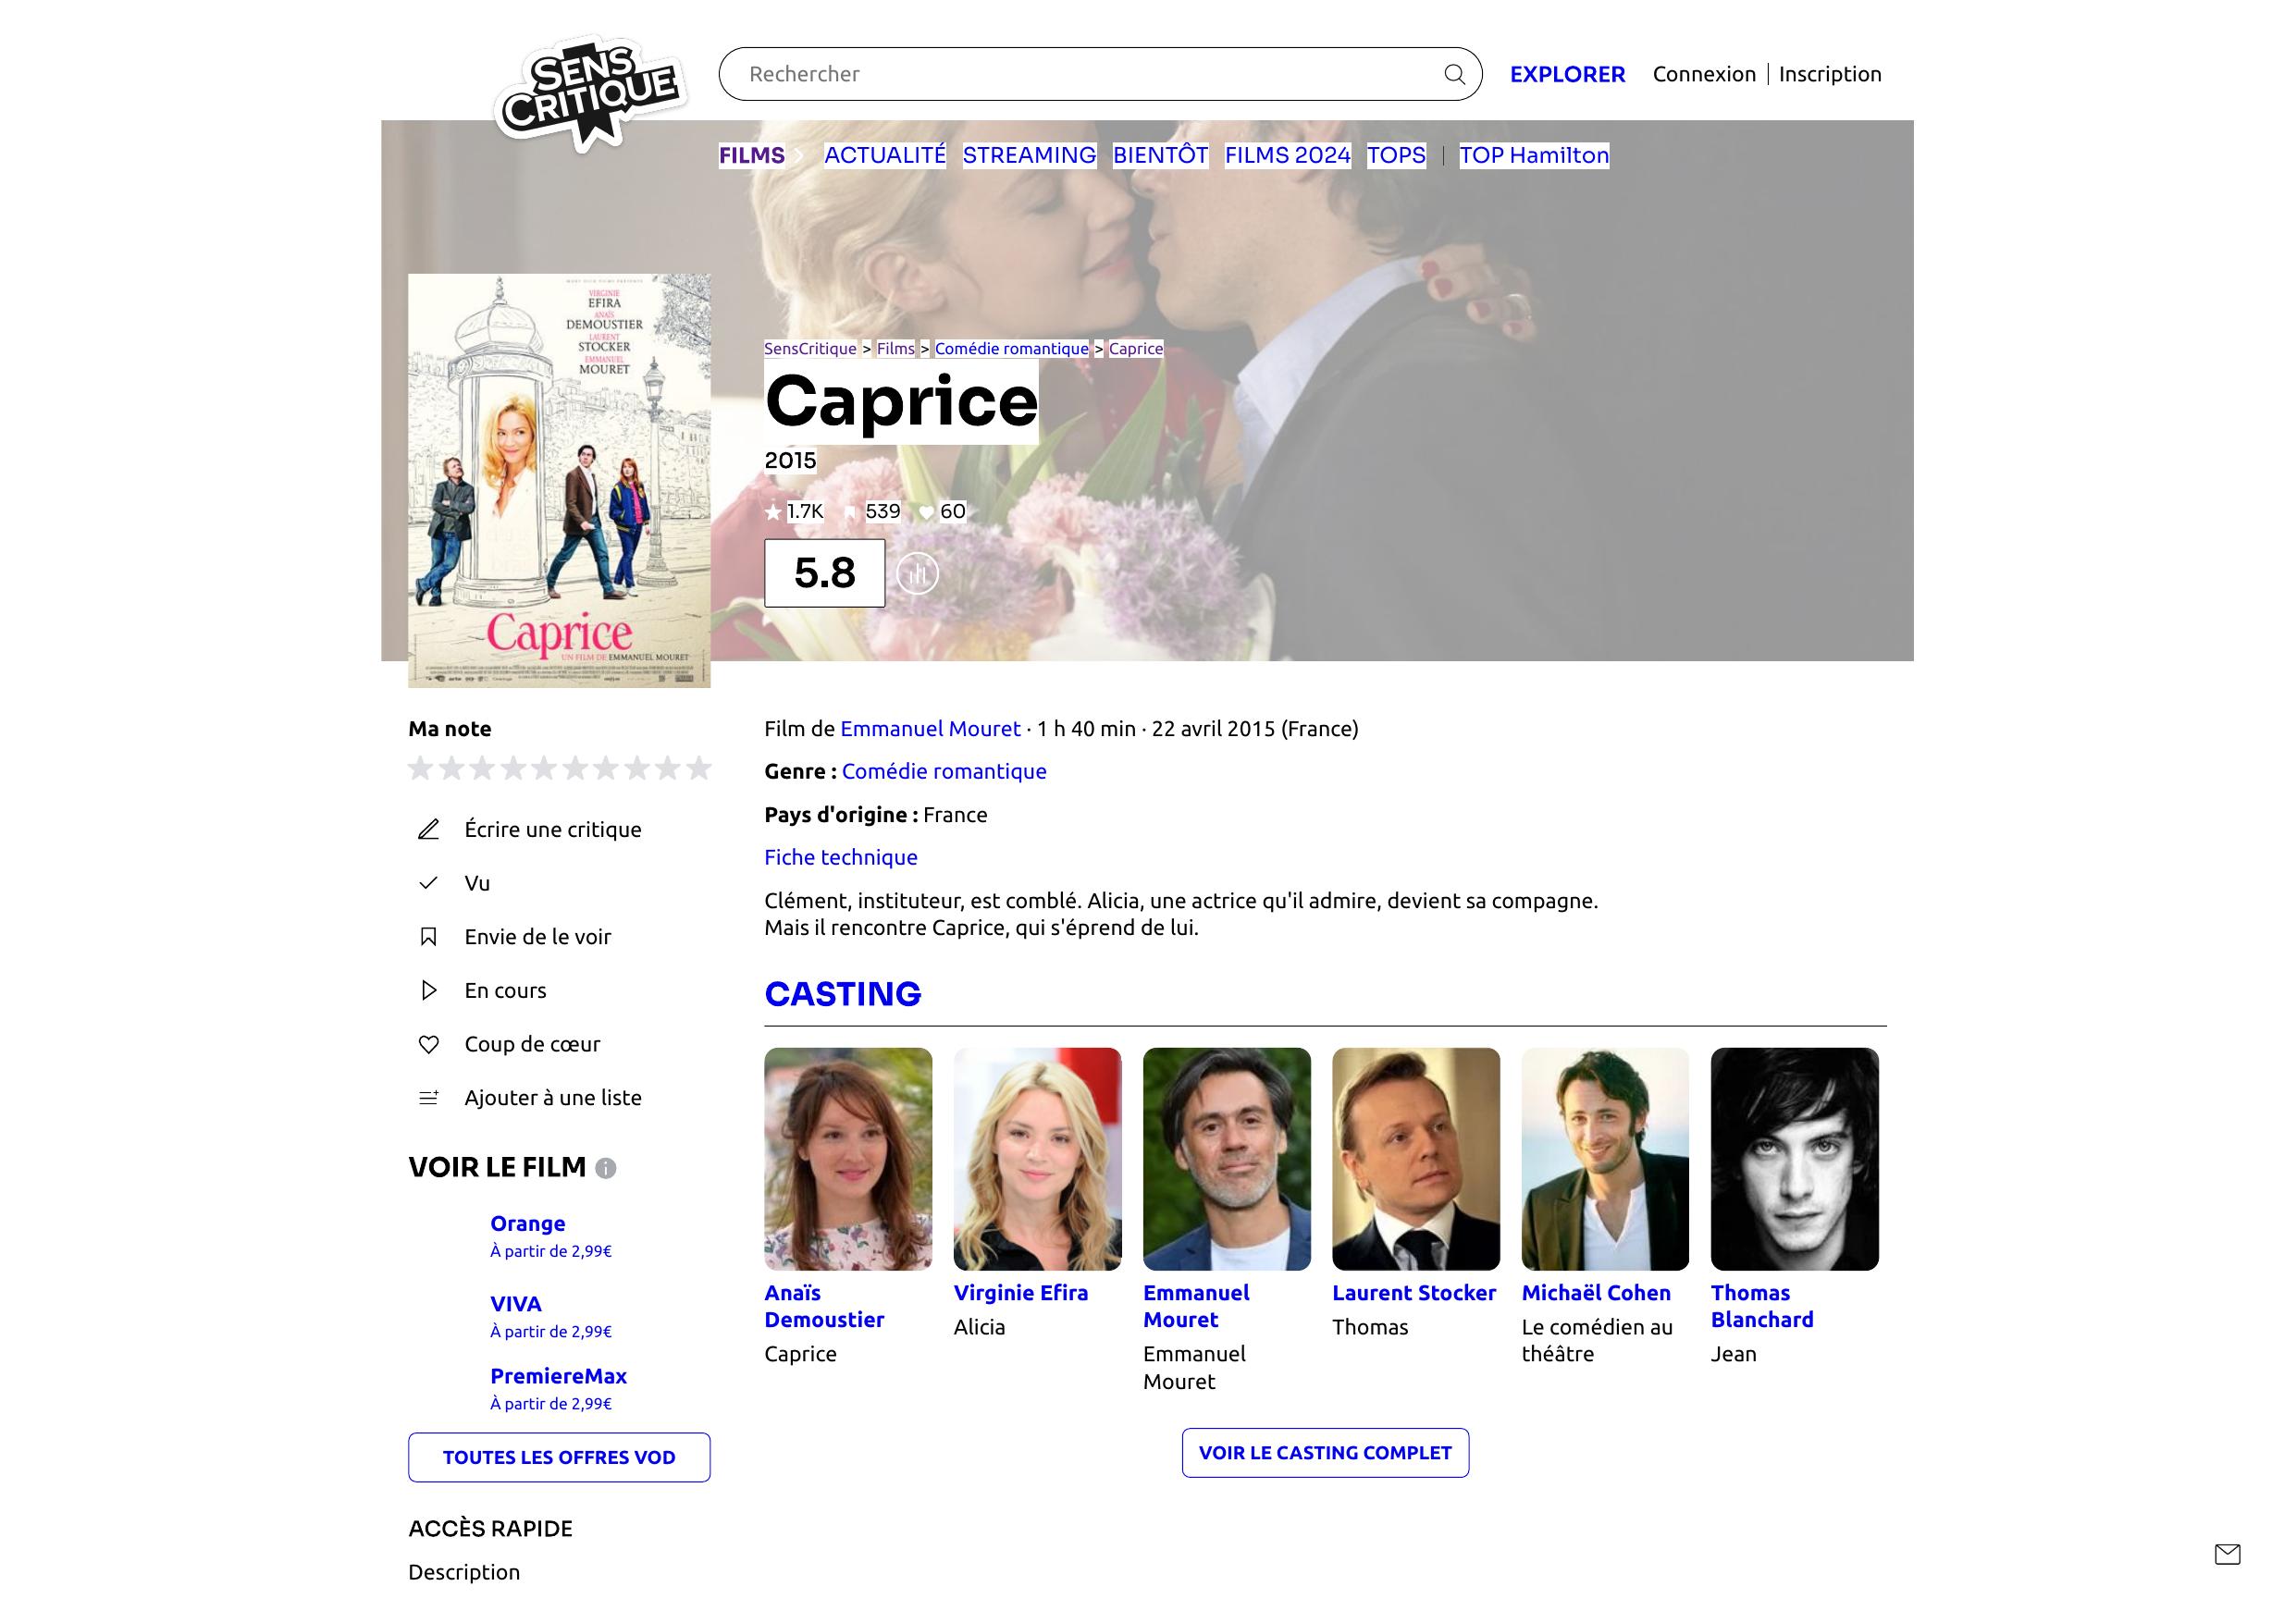 SENS
CRITIQUE
Rechercher
EXPLORER
Connexion
Inscription
FILMS
ACTUALITÉ
STREAMING
BIENTÔT
FILMS 2024
TOPS
TOP Hamilton
VIRGINIE
EFIRA
ANAÏS
DEMOUSTIER
LAURENT
STOCKER
EMMANUEL
MOURET
Caprice
UN FILM DE EMMANUEL MOURET
SensCritique > Films > Comédie romantique > Caprice
Caprice
2015
1.7K 539 60
5.8
Ma note
Écrire une critique
Vu
Envie de le voir
En cours
Coup de cœur
Ajouter à une liste
VOIR LE FILM
Orange
À partir de 2,99€
VIVA
À partir de 2,99€
PremiereMax
À partir de 2,99€
TOUTES LES OFFRES VOD
ACCÈS RAPIDE
Description
Film de Emmanuel Mouret · 1 h 40 min · 22 avril 2015 (France)
Genre : Comédie romantique
Pays d'origine : France
Fiche technique
Clément, instituteur, est comblé. Alicia, une actrice qu'il admire, devient sa compagne.
Mais il rencontre Caprice, qui s'éprend de lui.
CASTING
Anaïs
Demoustier
Caprice
Virginie Efira
Alicia
Emmanuel
Mouret
Emmanuel
Mouret
Laurent Stocker
Thomas
Michaël Cohen
Le comédien au
théâtre
Thomas
Blanchard
Jean
VOIR LE CASTING COMPLET